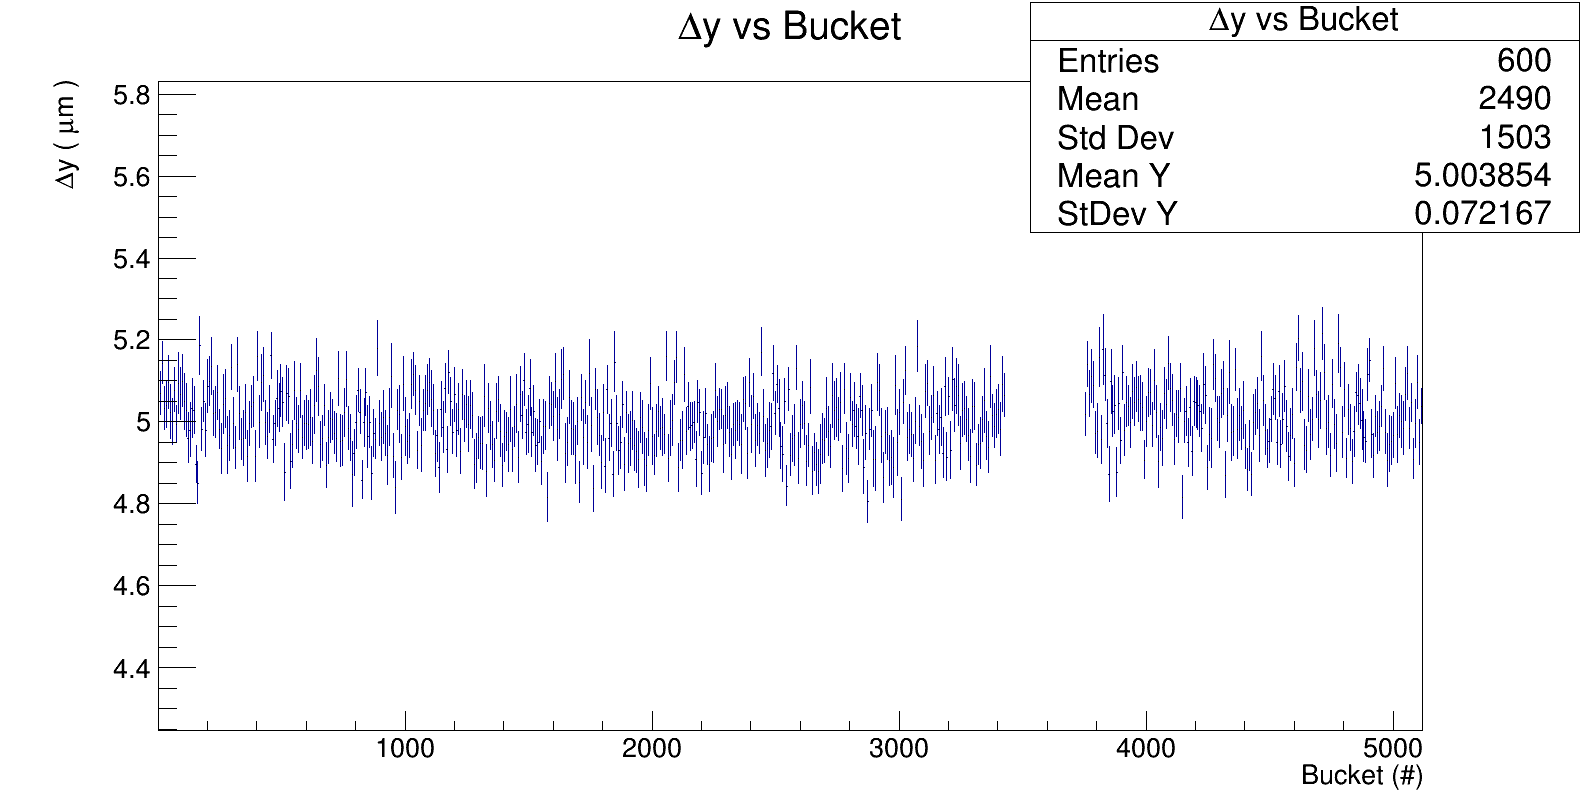 Δy vs Bucket
Δy vs Bucket
Entries 600
Mean 2490
Std Dev 1503
Mean Y 5.003854
StDev Y 0.072167
Δy ( μm )
5.8
5.6
5.4
5.2
5
4.8
4.6
4.4
1000 2000 3000 4000 5000
Bucket (#)